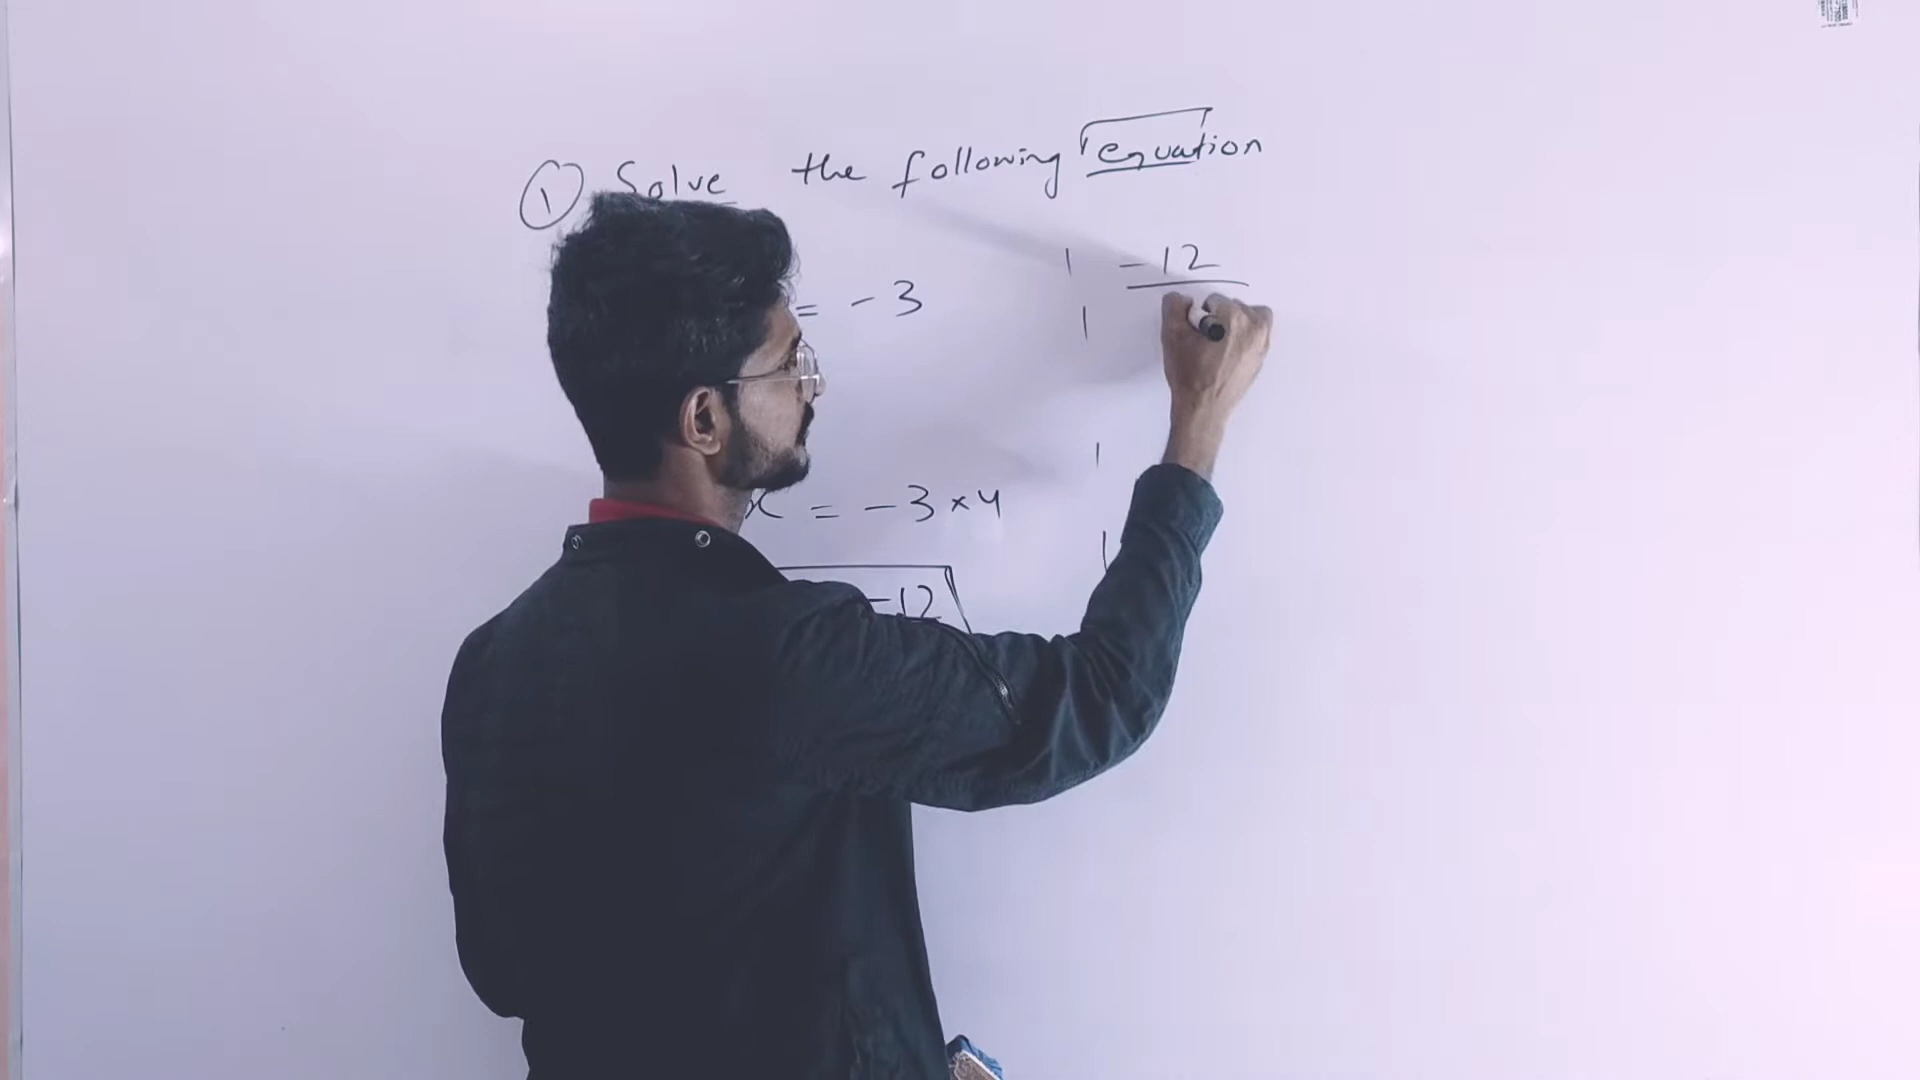 ① Solve the following equation
= -3
-12
x = -3 × 4
-12